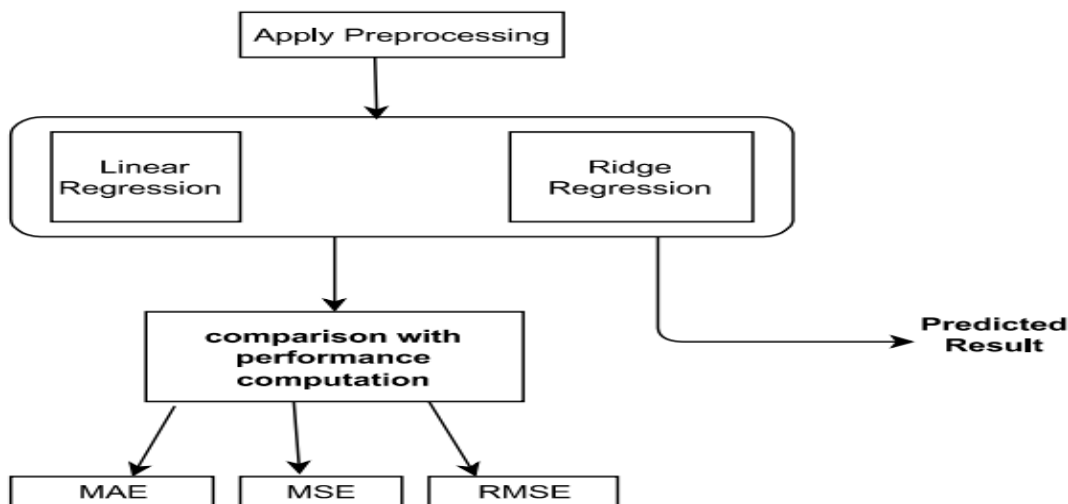 Apply Preprocessing
Linear
Regression
Ridge
Regression
comparison with
performance
computation
Predicted
Result
MAE
MSE
RMSE